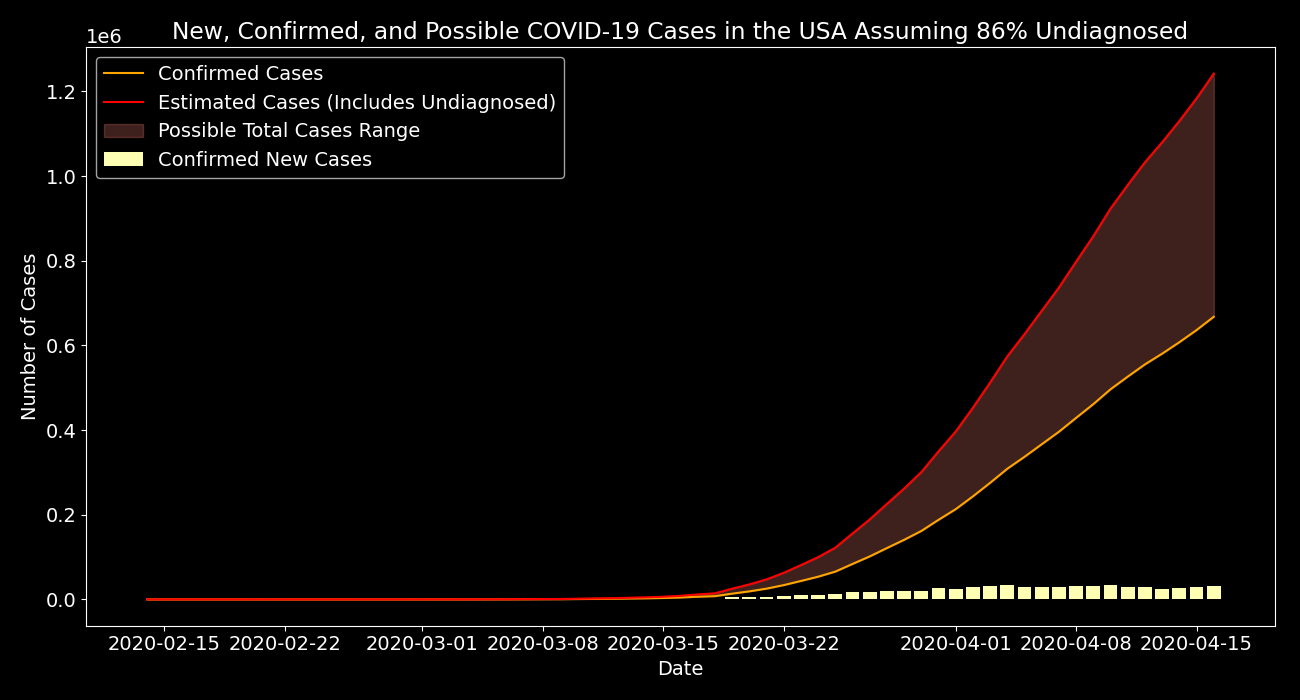 New, Confirmed, and Possible COVID-19 Cases in the USA Assuming 86% Undiagnosed
1e6
Confirmed Cases
Estimated Cases (Includes Undiagnosed)
Possible Total Cases Range
Confirmed New Cases
1.2
1.0
0.8
0.6
0.4
0.2
0.0
Number of Cases
2020-02-15 2020-02-22 2020-03-01 2020-03-08 2020-03-15 2020-03-22 2020-04-01 2020-04-08 2020-04-15
Date